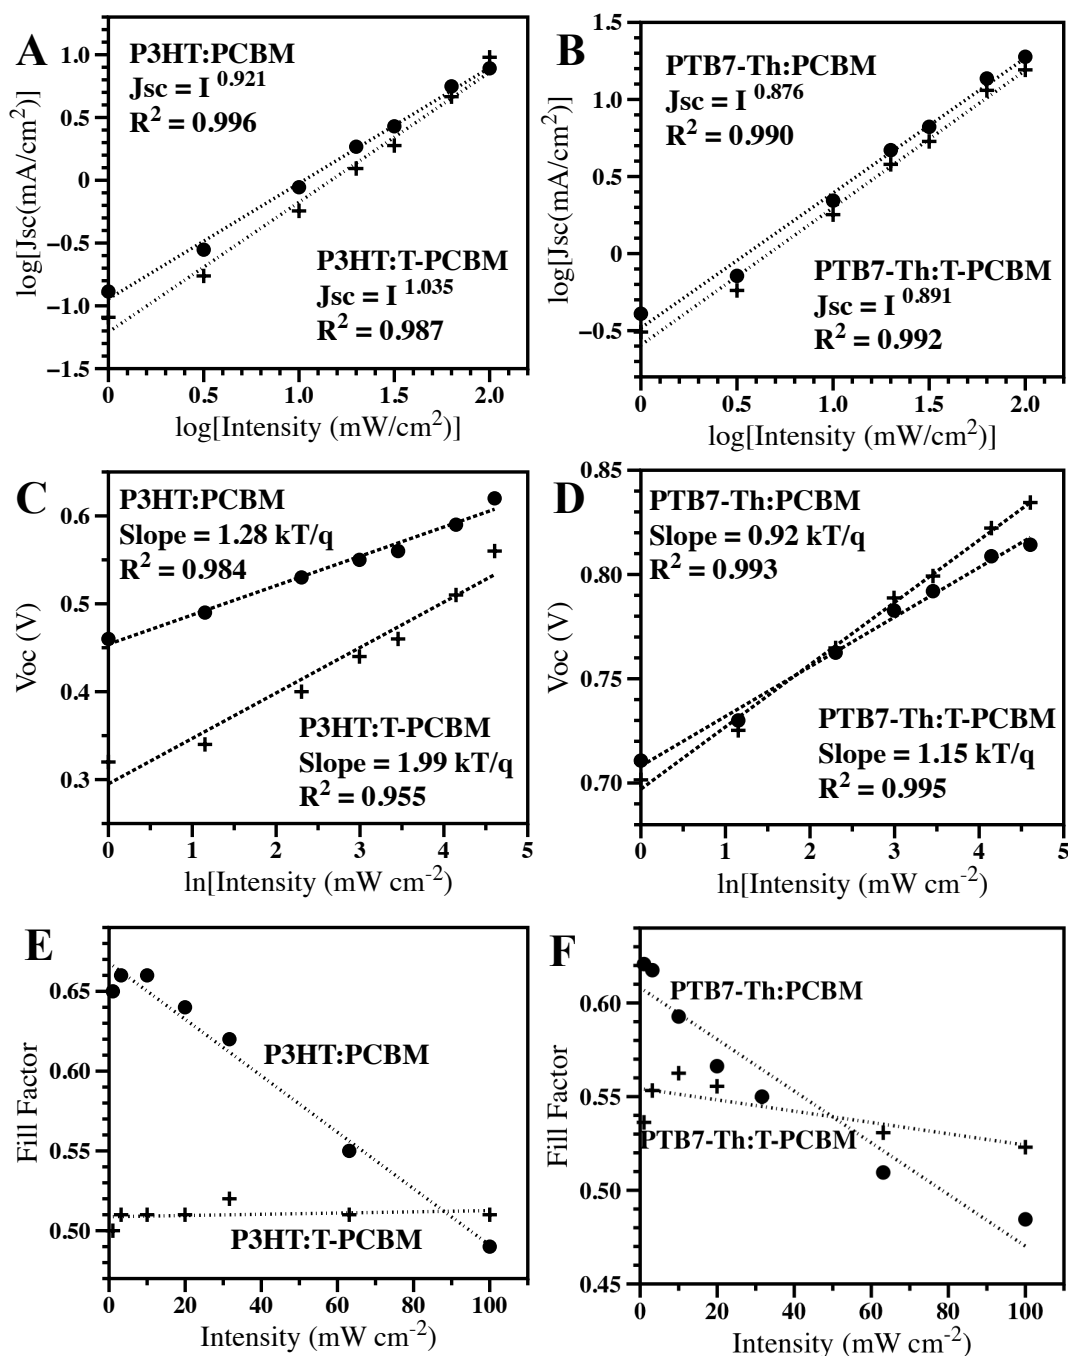 A
P3HT:PCBM
Jsc = I 0.921
R2 = 0.996
P3HT:T-PCBM
Jsc = I 1.035
R2 = 0.987
1.0
0.5
0
−0.5
−1.0
−1.5
log[Jsc(mA/cm2)]
0 0.5 1.0 1.5 2.0
log[Intensity (mW/cm2)]
B
PTB7-Th:PCBM
Jsc = I 0.876
R2 = 0.990
PTB7-Th:T-PCBM
Jsc = I 0.891
R2 = 0.992
1.5
1.0
0.5
0
−0.5
log[Jsc(mA/cm2)]
0 0.5 1.0 1.5 2.0
log[Intensity (mW/cm2)]
C
P3HT:PCBM
Slope = 1.28 kT/q
R2 = 0.984
P3HT:T-PCBM
Slope = 1.99 kT/q
R2 = 0.955
0.6
0.5
0.4
0.3
Voc (V)
0 1 2 3 4 5
ln[Intensity (mW cm-2)
D
PTB7-Th:PCBM
Slope = 0.92 kT/q
R2 = 0.993
PTB7-Th:T-PCBM
Slope = 1.15 kT/q
R2 = 0.995
0.85
0.80
0.75
0.70
Voc (V)
0 1 2 3 4 5
ln[Intensity (mW cm-2)
E
P3HT:PCBM
P3HT:T-PCBM
0.65
0.60
0.55
0.50
Fill Factor
0 20 40 60 80 100
Intensity (mW cm-2)
F
PTB7-Th:PCBM
PTB7-Th:T-PCBM
0.60
0.55
0.50
0.45
Fill Factor
0 20 40 60 80 100
Intensity (mW cm-2)